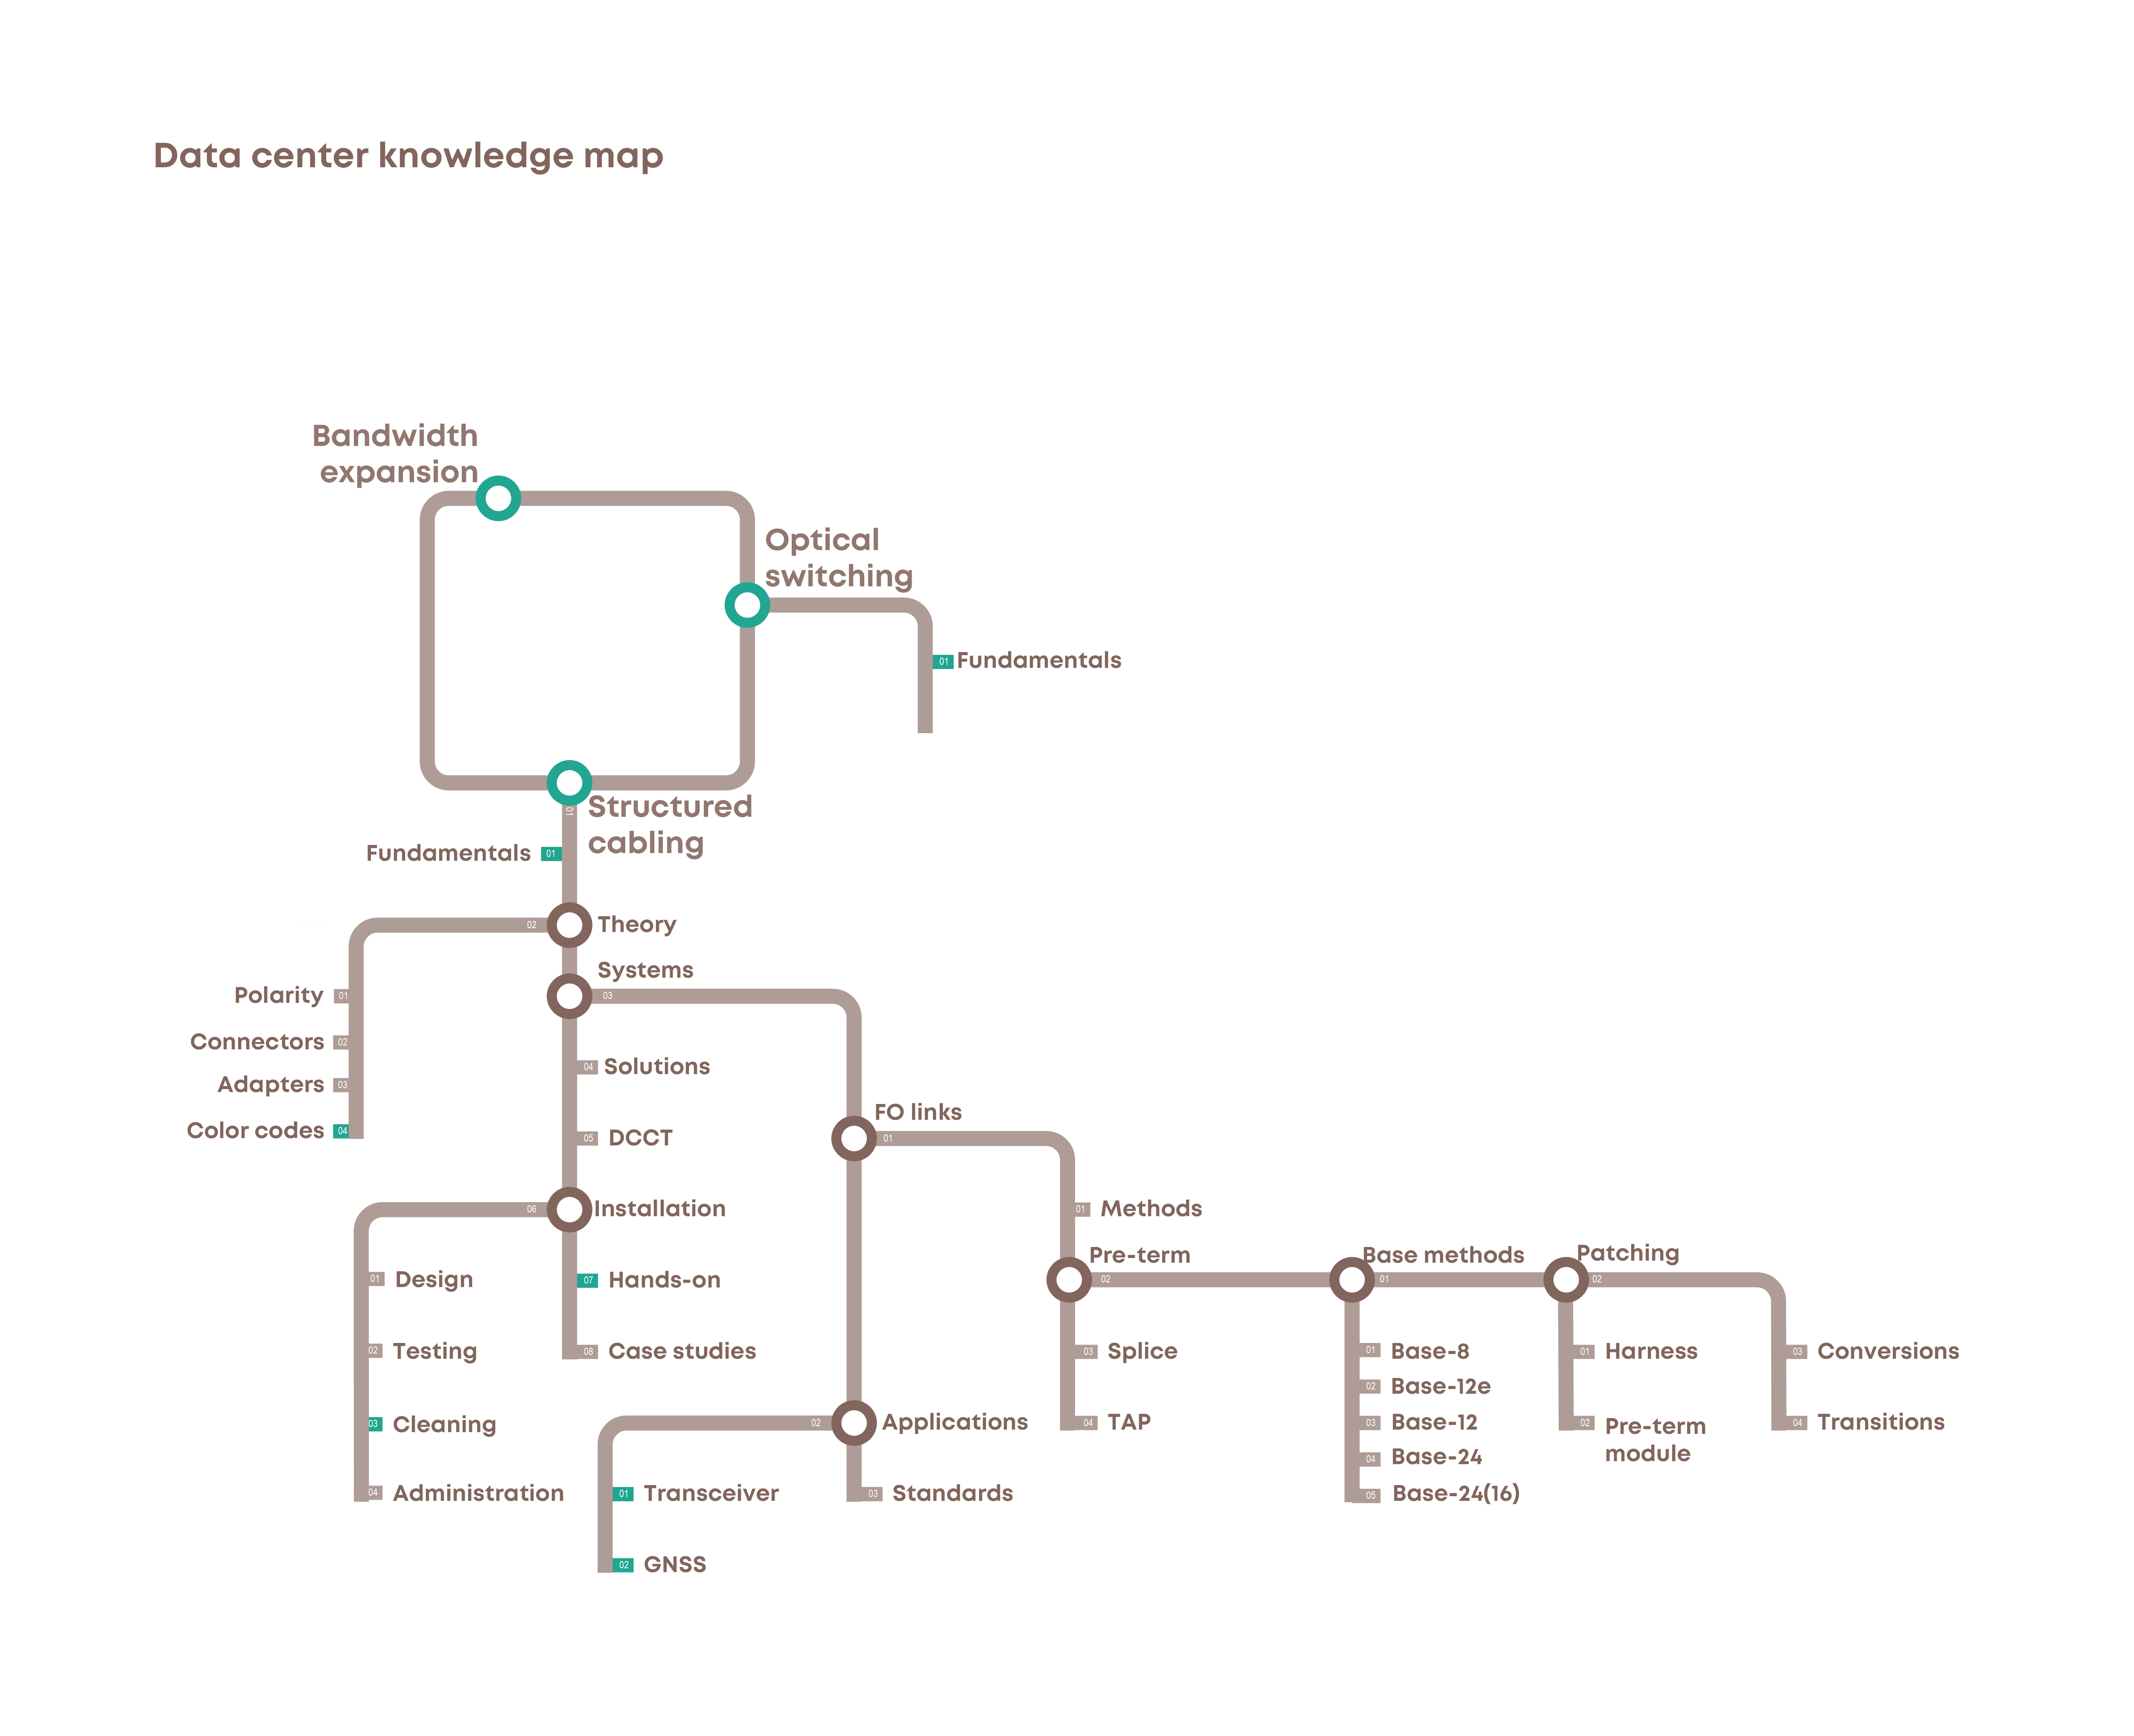 Data center knowledge map
Bandwidth
expansion
Optical
switching
01 Fundamentals
01
Structured
cabling
Fundamentals 01
02 Theory
Systems
03
Polarity 01
Connectors 02
Adapters 03
Color codes 04
04 Solutions
05 DCCT
FO links
01
06 Installation
01 Design
02 Testing
03 Cleaning
04 Administration
07 Hands-on
08 Case studies
01 Methods
Pre-term
02
03 Splice
04 TAP
Base methods
01
01 Base-8
02 Base-12e
03 Base-12
04 Base-24
05 Base-24(16)
Patching
02
01 Harness
02 Pre-term
module
03 Conversions
04 Transitions
02 Applications
01 Transceiver
02 GNSS
03 Standards